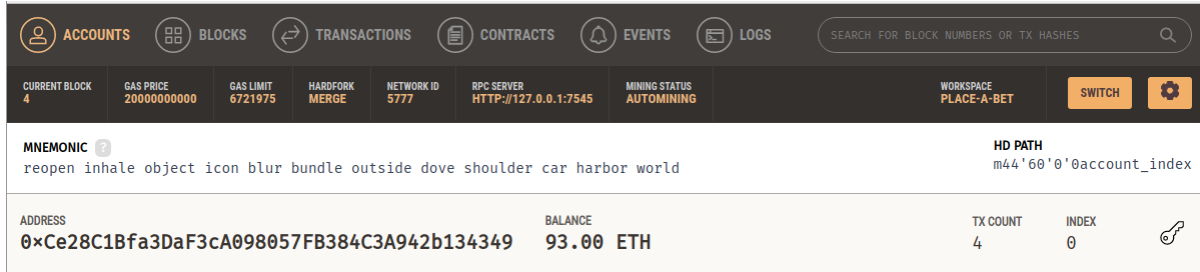 ACCOUNTS BLOCKS TRANSACTIONS CONTRACTS EVENTS LOGS SEARCH FOR BLOCK NUMBERS OR TX HASHES
CURRENT BLOCK GAS PRICE GAS LIMIT HARDFORK NETWORK ID RPC SERVER MINING STATUS WORKSPACE
4 20000000000 6721975 MERGE 5777 HTTP://127.0.0.1:7545 AUTOMINING PLACE-A-BET SWITCH
MNEMONIC ? HD PATH
reopen inhale object icon blur bundle outside dove shoulder car harbor world m44'60'0'0account_index
ADDRESS BALANCE TX COUNT INDEX
0×Ce28C1Bfa3DaF3cA098057FB384C3A942b134349 93.00 ETH 4 0